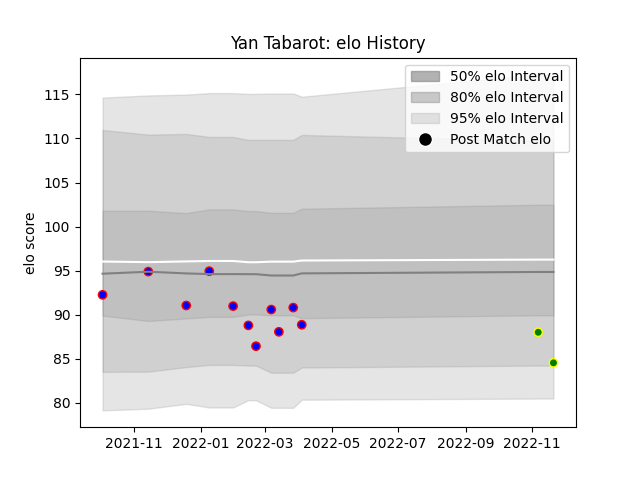 Yan Tabarot: elo History
50% elo Interval
80% elo Interval
95% elo Interval
Post Match elo
elo score
115
110
105
100
95
90
85
80
2021-11 2022-01 2022-03 2022-05 2022-07 2022-09 2022-11